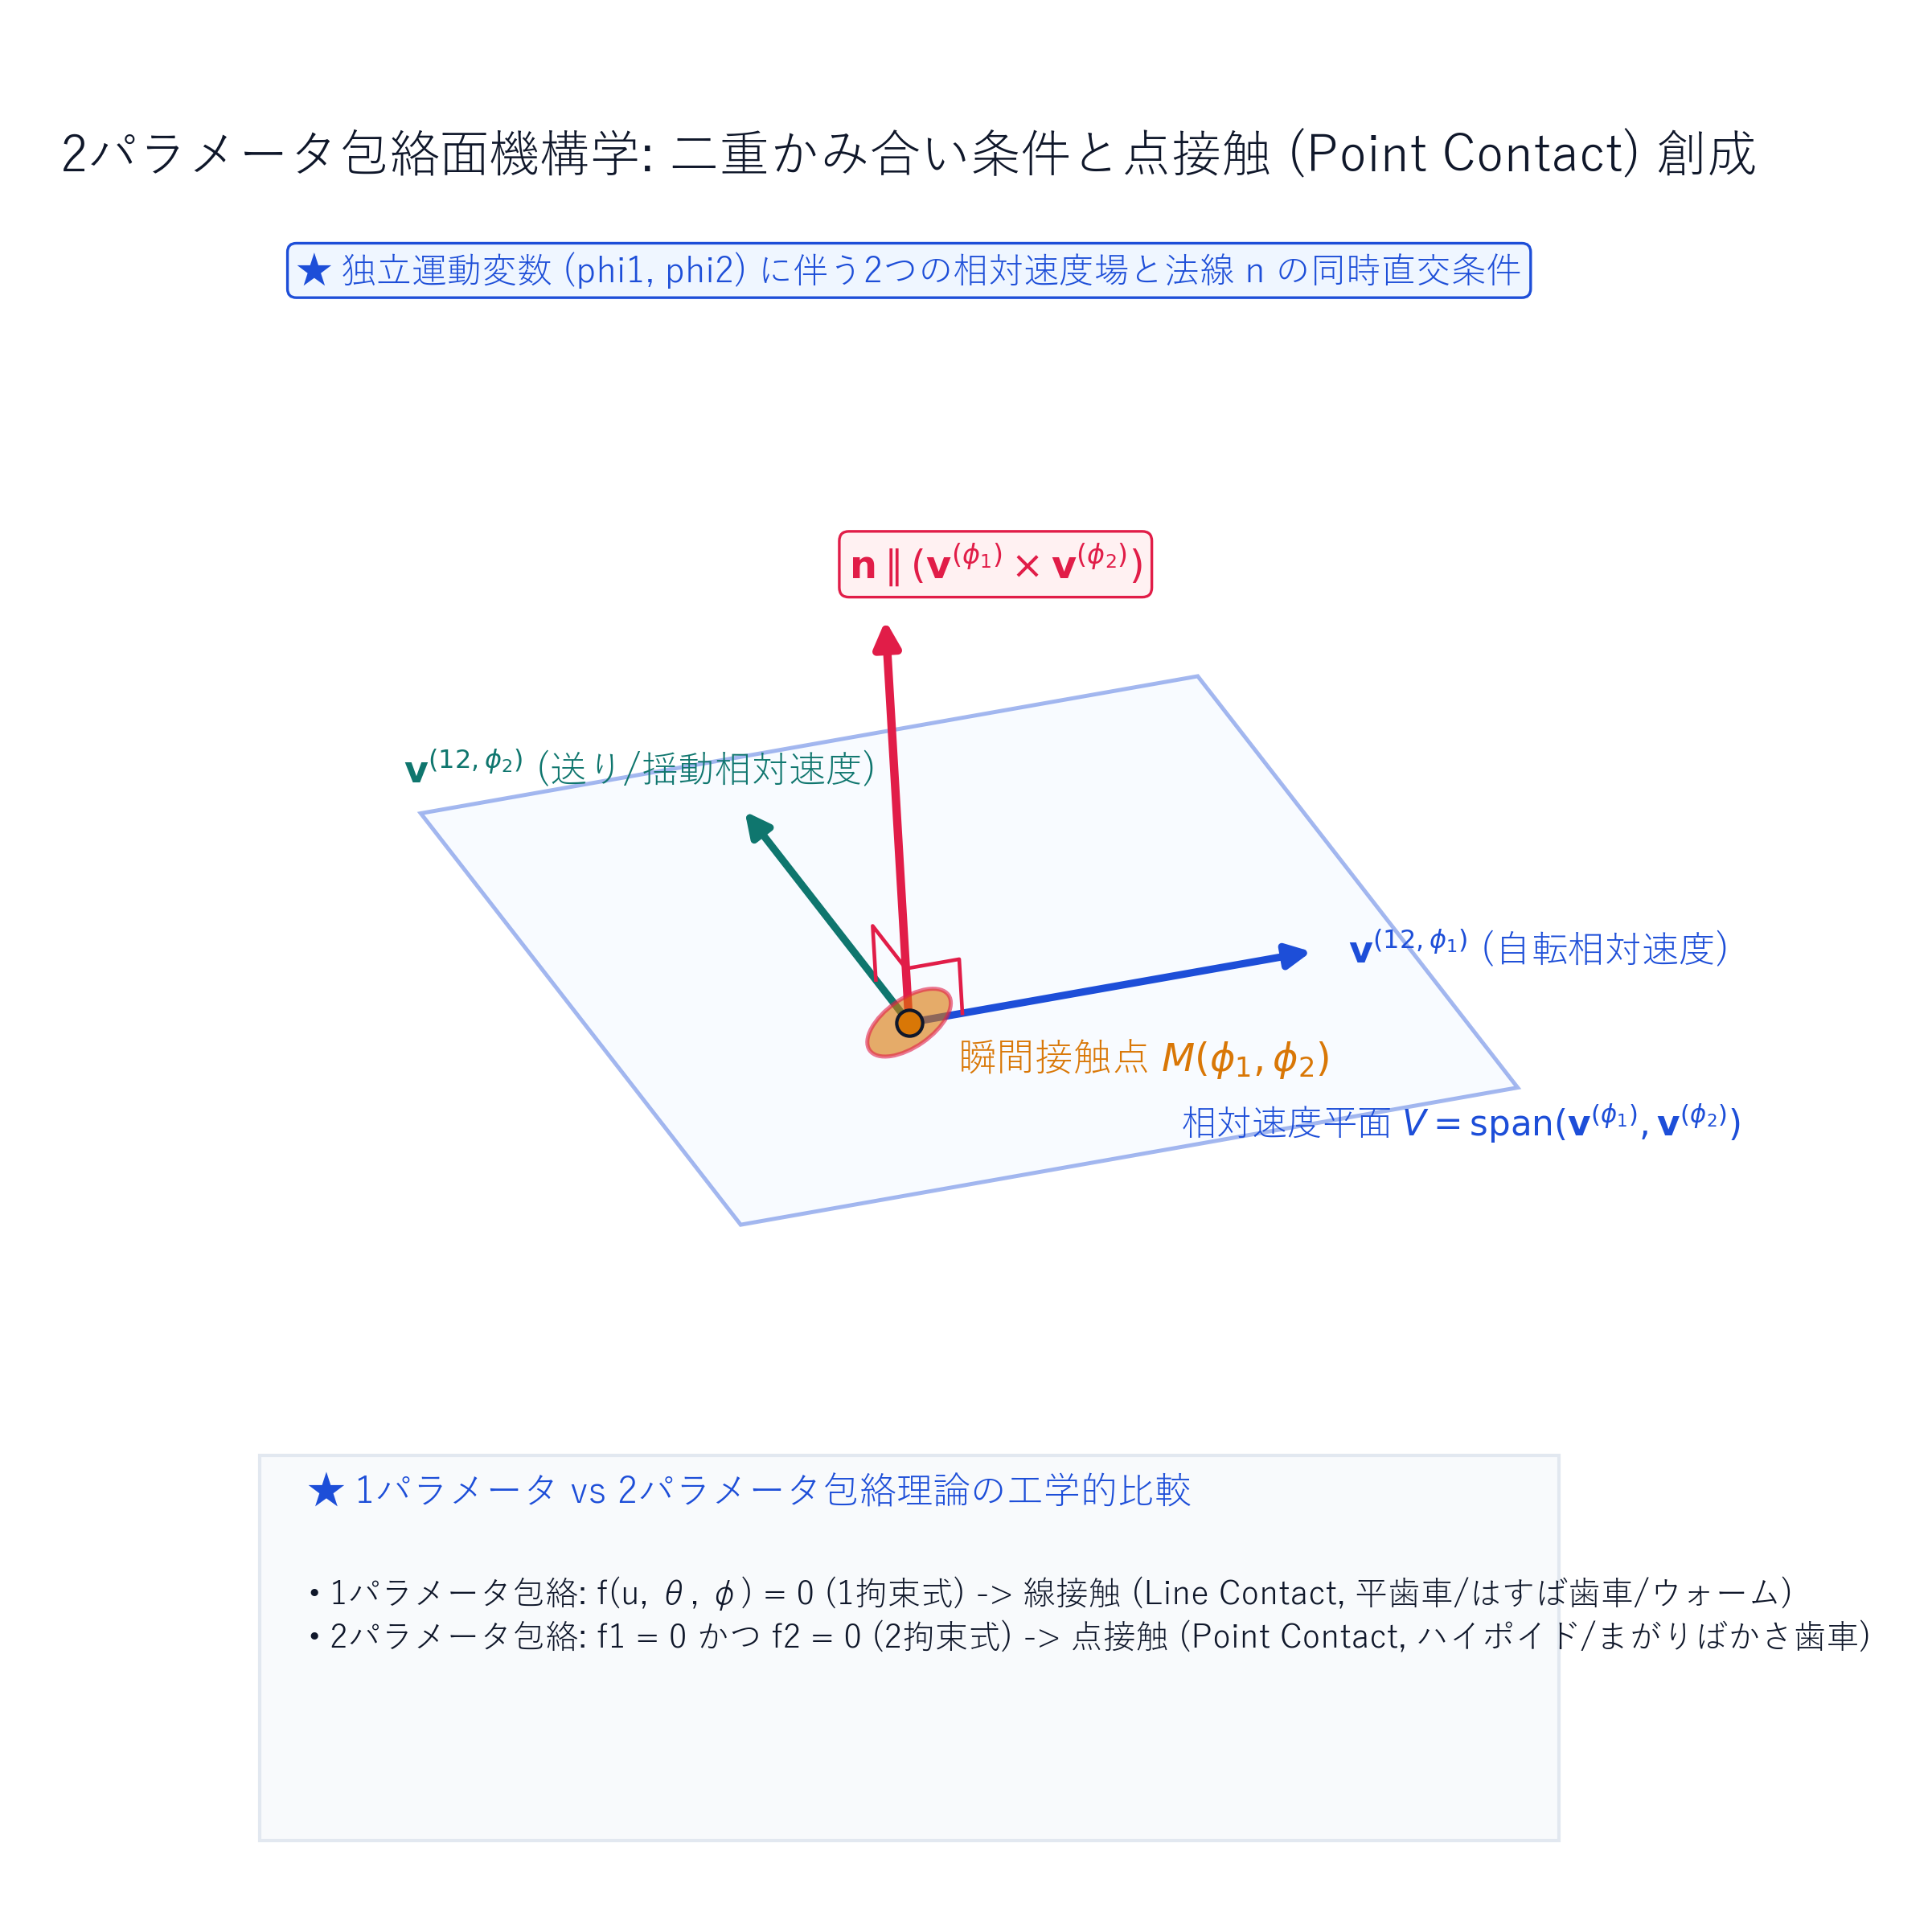 2パラメータ包絡面機構学: 二重かみ合い条件と点接触 (Point Contact) 創成
★ 独立運動変数 (phi1, phi2) に伴う2つの相対速度場と法線 n の同時直交条件
n ∥ (v^(ϕ₁) × v^(ϕ₂))
v^(12, ϕ₂) (送り/揺動相対速度)
v^(12, ϕ₁) (自転相対速度)
瞬間接触点 M(ϕ₁, ϕ₂)
相対速度平面 V = span(v^(ϕ₁), v^(ϕ₂))
★ 1パラメータ vs 2パラメータ包絡理論の工学的比較
• 1パラメータ包絡: f(u, θ, φ) = 0 (1拘束式) -> 線接触 (Line Contact, 平歯車/はすば歯車/ウォーム)
• 2パラメータ包絡: f1 = 0 かつ f2 = 0 (2拘束式) -> 点接触 (Point Contact, ハイポイド/まがりばかさ歯車)